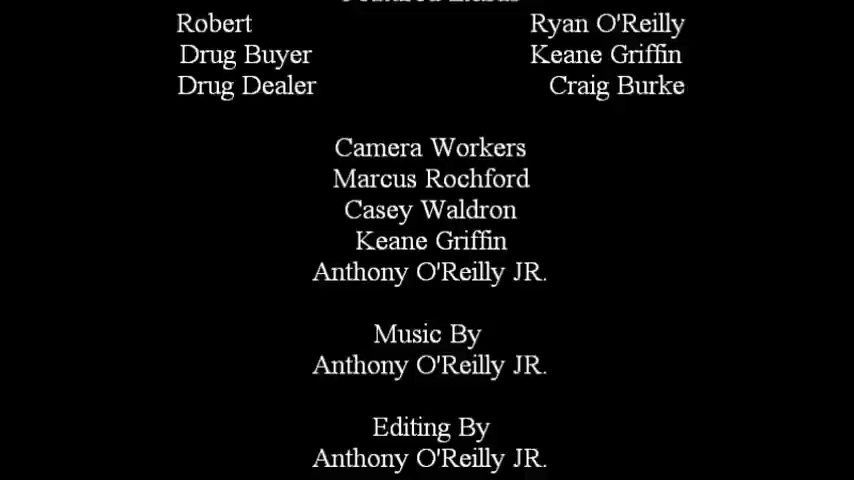 Robert Ryan O'Reilly
Drug Buyer Keane Griffin
Drug Dealer Craig Burke
Camera Workers
Marcus Rochford
Casey Waldron
Keane Griffin
Anthony O'Reilly JR.
Music By
Anthony O'Reilly JR.
Editing By
Anthony O'Reilly JR.